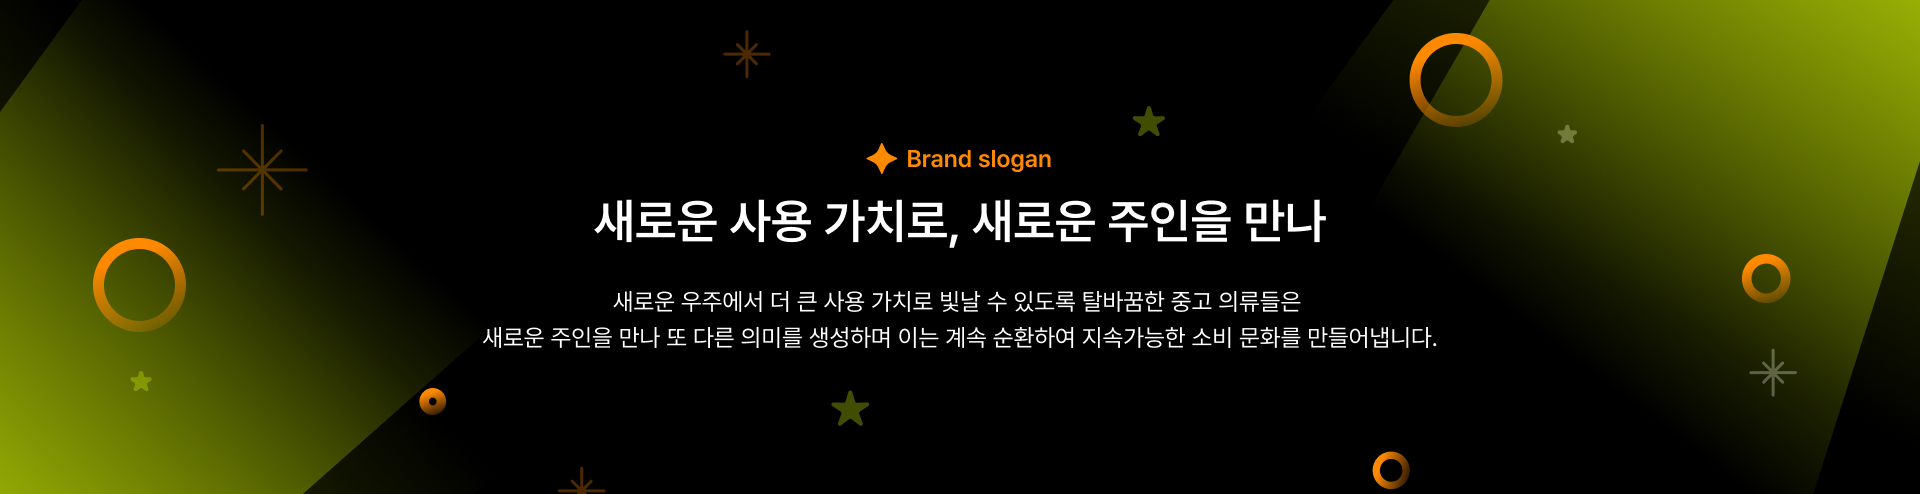 Brand slogan
새로운 사용 가치로, 새로운 주인을 만나
새로운 우주에서 더 큰 사용 가치로 빛날 수 있도록 탈바꿈한 중고 의류들은
새로운 주인을 만나 또 다른 의미를 생성하며 이는 계속 순환하여 지속가능한 소비 문화를 만들어냅니다.